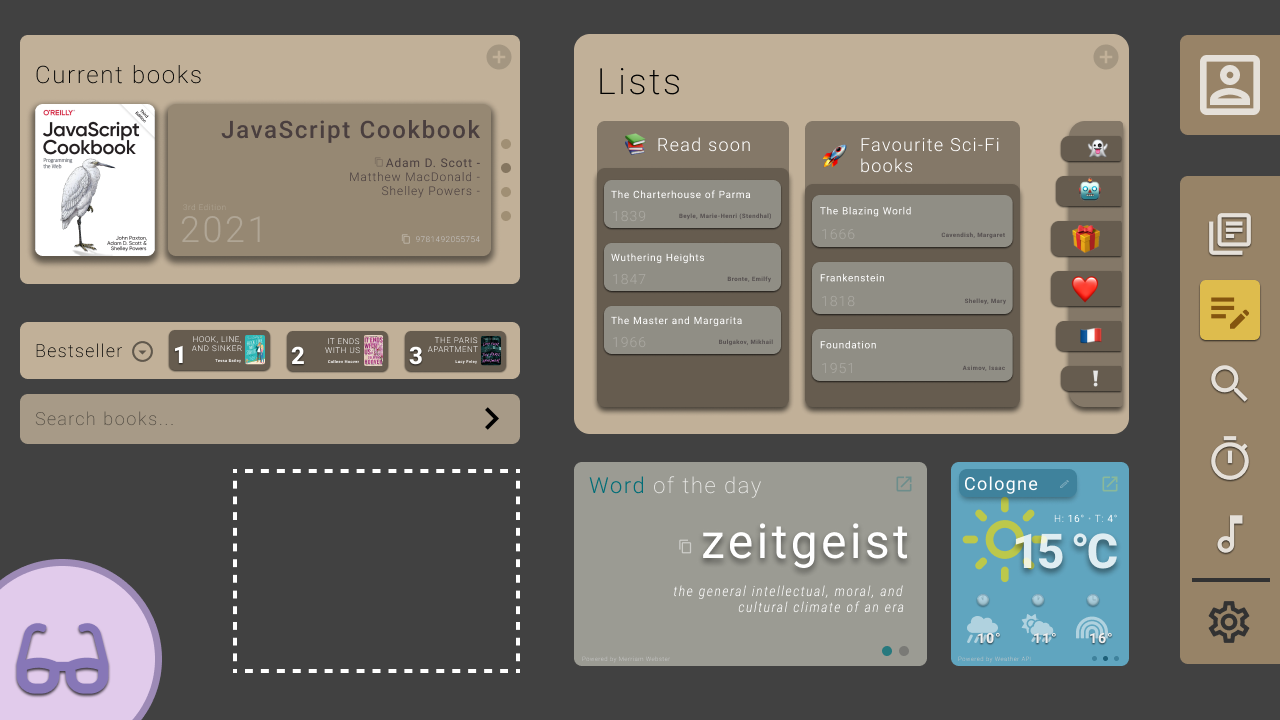 Current books
O'REILLY®
Third Edition
JavaScript
Cookbook
Programming
the Web
John Paxton,
Adam D. Scott &
Shelley Powers
JavaScript Cookbook
Adam D. Scott -
Matthew MacDonald -
Shelley Powers -
3rd Edition
2021
9781492055754
Bestseller
1
HOOK, LINE,
AND SINKER
Tessa Bailey
2
IT ENDS
WITH US
Colleen Hoover
3
THE PARIS
APARTMENT
Lucy Foley
Search books...
Lists
Read soon
The Charterhouse of Parma
1839
Beyle, Marie-Henri (Stendhal)
Wuthering Heights
1847
Bronte, Emilly
The Master and Margarita
1966
Bulgakov, Mikhail
Favourite Sci-Fi
books
The Blazing World
1666
Cavendish, Margaret
Frankenstein
1818
Shelley, Mary
Foundation
1951
Asimov, Isaac
!
Word of the day
zeitgeist
the general intellectual, moral, and
cultural climate of an era
Powered by Merriam Webster
Cologne
H: 16° - T: 4°
15 °C
10°
11°
16°
Powered by Weather API